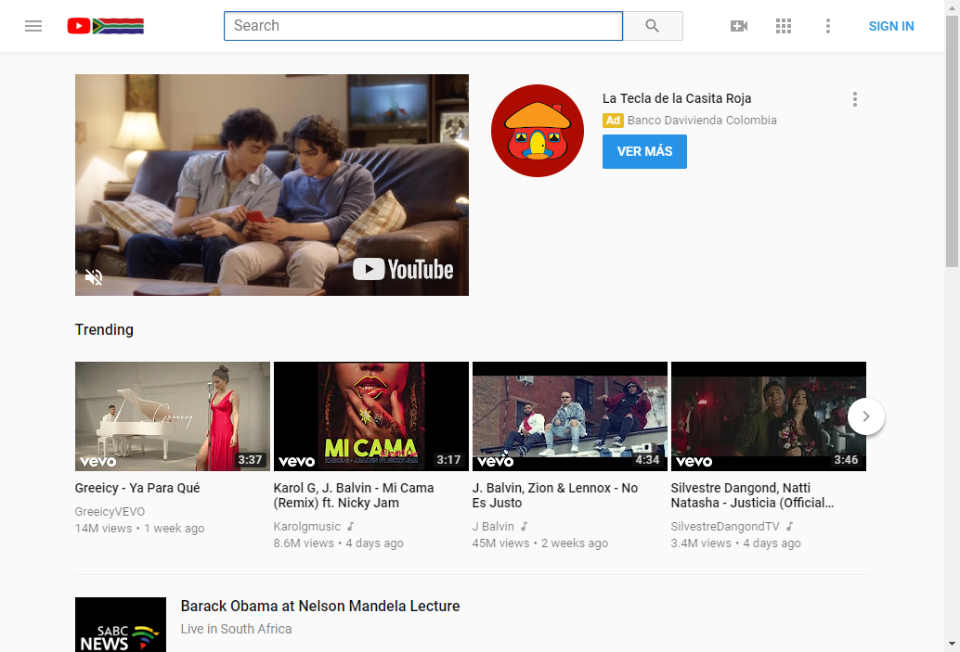 Search
SIGN IN
YouTube
La Tecla de la Casita Roja
Ad Banco Davivienda Colombia
VER MÁS
Trending
Greeicy
vevo
3:37
MI CAMA
vevo
3:17
vevo
4:34
vevo
3:46
Greeicy - Ya Para Qué
GreeicyVEVO
14M views • 1 week ago
Karol G, J. Balvin - Mi Cama
(Remix) ft. Nicky Jam
Karolgmusic
8.6M views • 4 days ago
J. Balvin, Zion & Lennox - No
Es Justo
J Balvin
45M views • 2 weeks ago
Silvestre Dangond, Natti
Natasha - Justicia (Official...
SilvestreDangondTV
3.4M views • 4 days ago
SABC
NEWS
Barack Obama at Nelson Mandela Lecture
Live in South Africa